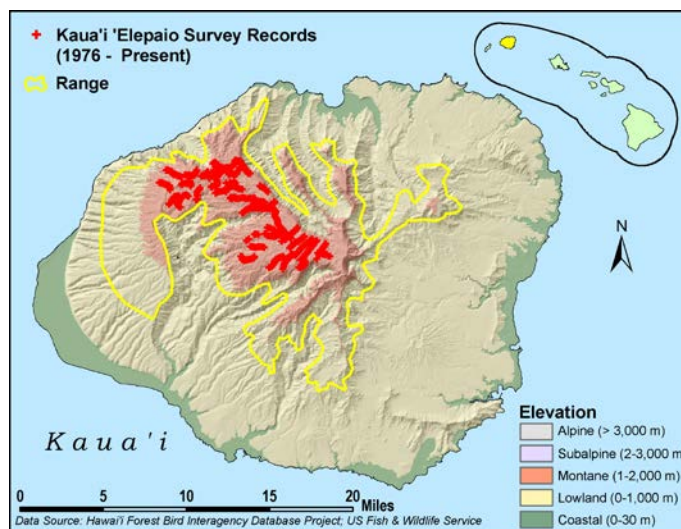 Kaua'i 'Elepaio Survey Records
(1976 - Present)
Range
N
Kaua'i
Elevation
Alpine (> 3,000 m)
Subalpine (2-3,000 m)
Montane (1-2,000 m)
Lowland (0-1,000 m)
Coastal (0-30 m)
0 5 10 15 20
Miles
Data Source: Hawai'i Forest Bird Interagency Database Project; US Fish & Wildlife Service